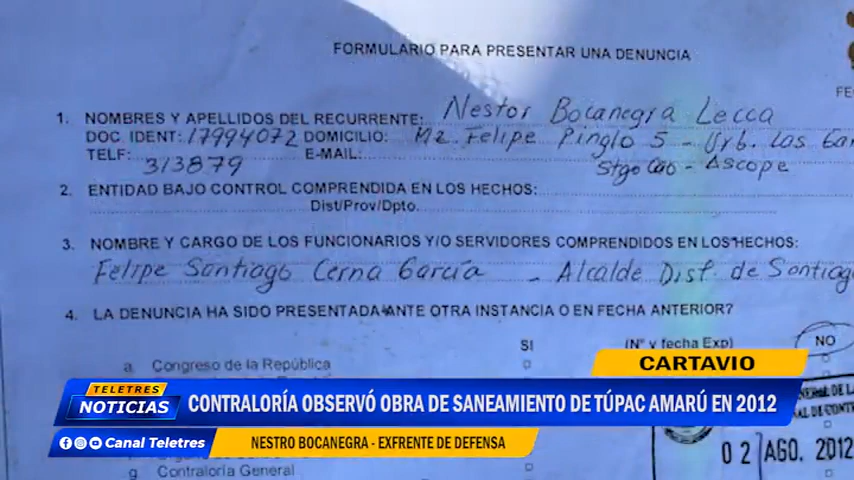 FORMULARIO PARA PRESENTAR UNA DENUNCIA
FE
1. NOMBRES Y APELLIDOS DEL RECURRENTE: Nestor Bocanegra Lecca
DOC. IDENT: 17994072 DOMICILIO: Mz. Felipe Pinglo 5 - Urb. Las Gar
TELF: 313879 E-MAIL: Stgo Cao - Ascope
2. ENTIDAD BAJO CONTROL COMPRENDIDA EN LOS HECHOS:
Dist/Prov/Dpto.
3. NOMBRE Y CARGO DE LOS FUNCIONARIOS Y/O SERVIDORES COMPRENDIDOS EN LOS HECHOS:
Felipe Santiago Cerna García - Alcalde Dist. de Santiago
4. LA DENUNCIA HA SIDO PRESENTADA ANTE OTRA INSTANCIA O EN FECHA ANTERIOR?
SI (N° y fecha Exp) NO
a. Congreso de la República
CARTAVIO
TELETRES
NOTICIAS
CONTRALORÍA OBSERVÓ OBRA DE SANEAMIENTO DE TÚPAC AMARÚ EN 2012
Canal Teletres
NESTRO BOCANEGRA - EXFRENTE DE DEFENSA
g Contraloría General
02 AGO. 2012